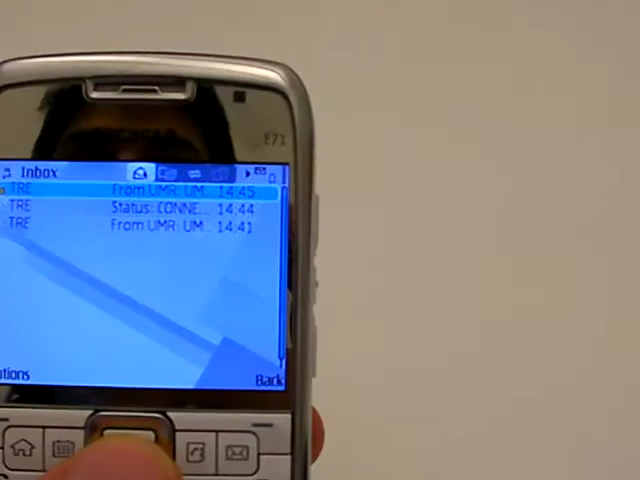 E71
Inbox
TRE From UMR: UM... 14:45
TRE Status: CONNE... 14:44
TRE From UMR: UM... 14:41
tions
Back